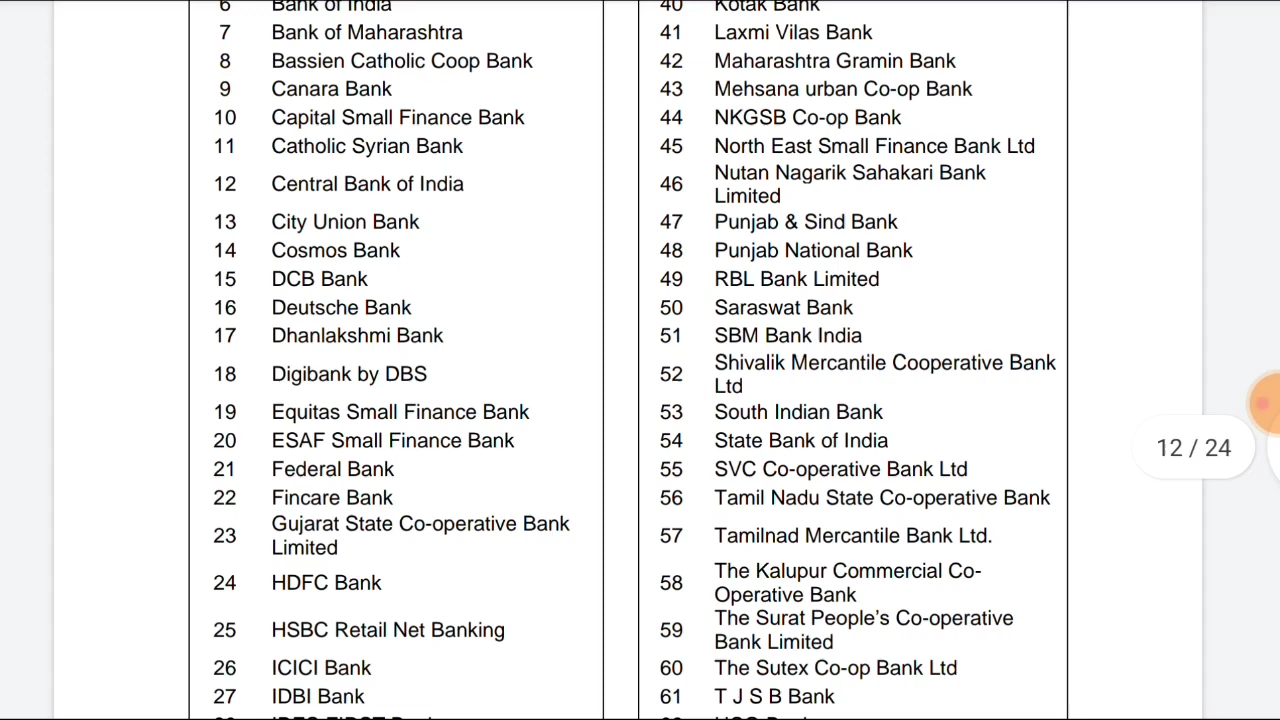 6 Bank of India
7 Bank of Maharashtra
8 Bassien Catholic Coop Bank
9 Canara Bank
10 Capital Small Finance Bank
11 Catholic Syrian Bank
12 Central Bank of India
13 City Union Bank
14 Cosmos Bank
15 DCB Bank
16 Deutsche Bank
17 Dhanlakshmi Bank
18 Digibank by DBS
19 Equitas Small Finance Bank
20 ESAF Small Finance Bank
21 Federal Bank
22 Fincare Bank
23 Gujarat State Co-operative Bank
Limited
24 HDFC Bank
25 HSBC Retail Net Banking
26 ICICI Bank
27 IDBI Bank
40 Kotak Bank
41 Laxmi Vilas Bank
42 Maharashtra Gramin Bank
43 Mehsana urban Co-op Bank
44 NKGSB Co-op Bank
45 North East Small Finance Bank Ltd
46 Nutan Nagarik Sahakari Bank
Limited
47 Punjab & Sind Bank
48 Punjab National Bank
49 RBL Bank Limited
50 Saraswat Bank
51 SBM Bank India
52 Shivalik Mercantile Cooperative Bank
Ltd
53 South Indian Bank
54 State Bank of India
55 SVC Co-operative Bank Ltd
56 Tamil Nadu State Co-operative Bank
57 Tamilnad Mercantile Bank Ltd.
58 The Kalupur Commercial Co-
Operative Bank
59 The Surat People’s Co-operative
Bank Limited
60 The Sutex Co-op Bank Ltd
61 T J S B Bank
12 / 24